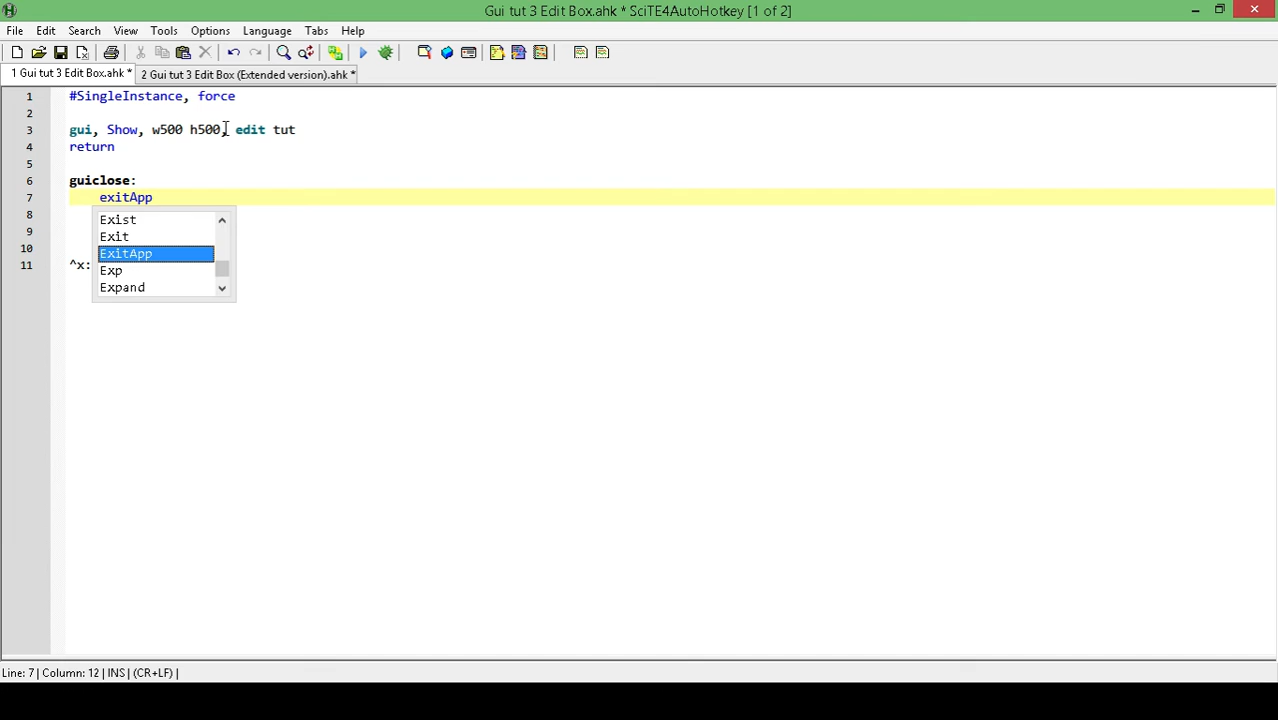 Gui tut 3 Edit Box.ahk * SciTE4AutoHotkey [1 of 2]
File Edit Search View Tools Options Language Tabs Help
1 Gui tut 3 Edit Box.ahk * 2 Gui tut 3 Edit Box (Extended version).ahk *
1 #SingleInstance, force
2
3 gui, Show, w500 h500, edit tut
4 return
5
6 guiclose:
7 exitApp
8 Exist
9 Exit
10 ExitApp
11 ^x:
Exp
Expand
Line: 7 | Column: 12 | INS | (CR+LF) |